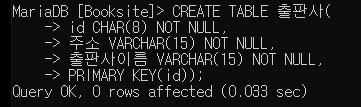 MariaDB [Booksite]> CREATE TABLE 출판사(
    -> id CHAR(8) NOT NULL,
    -> 주소 VARCHAR(15) NOT NULL,
    -> 출판사이름 VARCHAR(15) NOT NULL,
    -> PRIMARY KEY(id));
Query OK, 0 rows affected (0.033 sec)